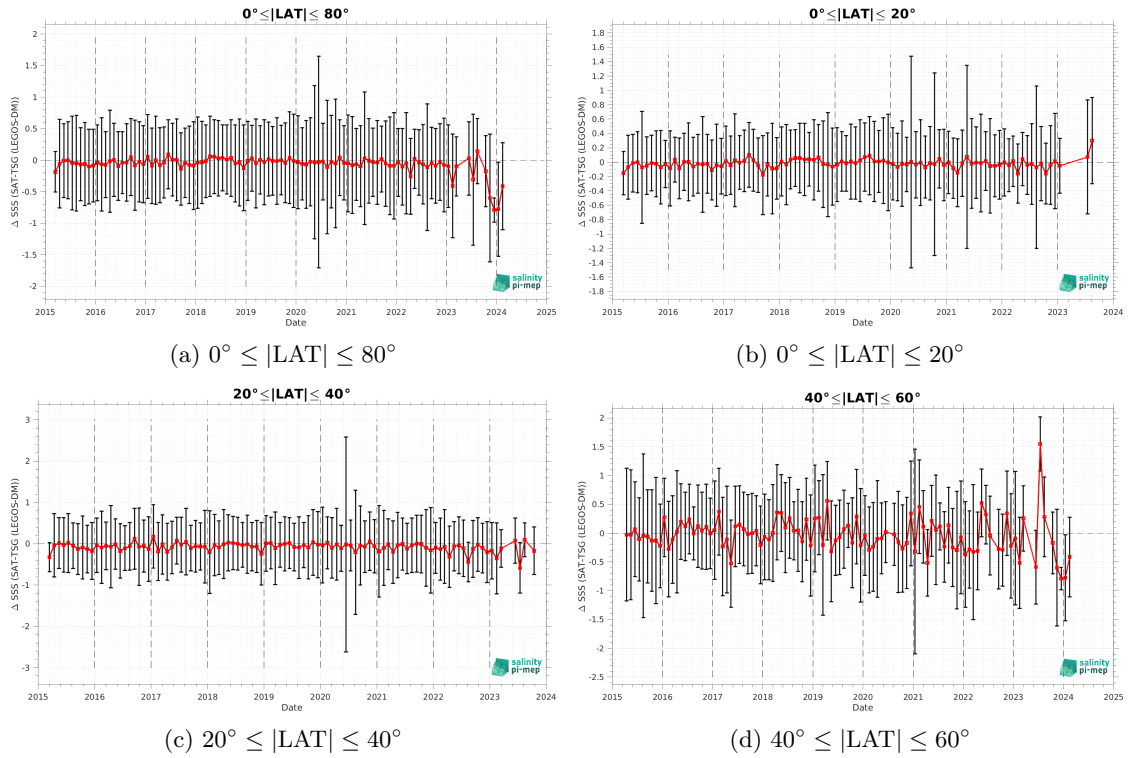 0°≤|LAT|≤ 80°
2
1.5
1
0.5
0
-0.5
-1
-1.5
-2
Δ SSS (SAT-TSG (LEGOS-DM))
2015 2016 2017 2018 2019 2020 2021 2022 2023 2024 2025
Date
salinity
pi-mep
(a) 0° ≤ |LAT| ≤ 80°
0°≤|LAT|≤ 20°
1.8
1.6
1.4
1.2
1
0.8
0.6
0.4
0.2
0
-0.2
-0.4
-0.6
-0.8
-1
-1.2
-1.4
-1.6
-1.8
Δ SSS (SAT-TSG (LEGOS-DM))
2015 2016 2017 2018 2019 2020 2021 2022 2023 2024
Date
salinity
pi-mep
(b) 0° ≤ |LAT| ≤ 20°
20°≤|LAT|≤ 40°
3
2
1
0
-1
-2
-3
Δ SSS (SAT-TSG (LEGOS-DM))
2015 2016 2017 2018 2019 2020 2021 2022 2023 2024
Date
salinity
pi-mep
(c) 20° ≤ |LAT| ≤ 40°
40°≤|LAT|≤ 60°
2
1.5
1
0.5
0
-0.5
-1
-1.5
-2
-2.5
Δ SSS (SAT-TSG (LEGOS-DM))
2015 2016 2017 2018 2019 2020 2021 2022 2023 2024 2025
Date
salinity
pi-mep
(d) 40° ≤ |LAT| ≤ 60°